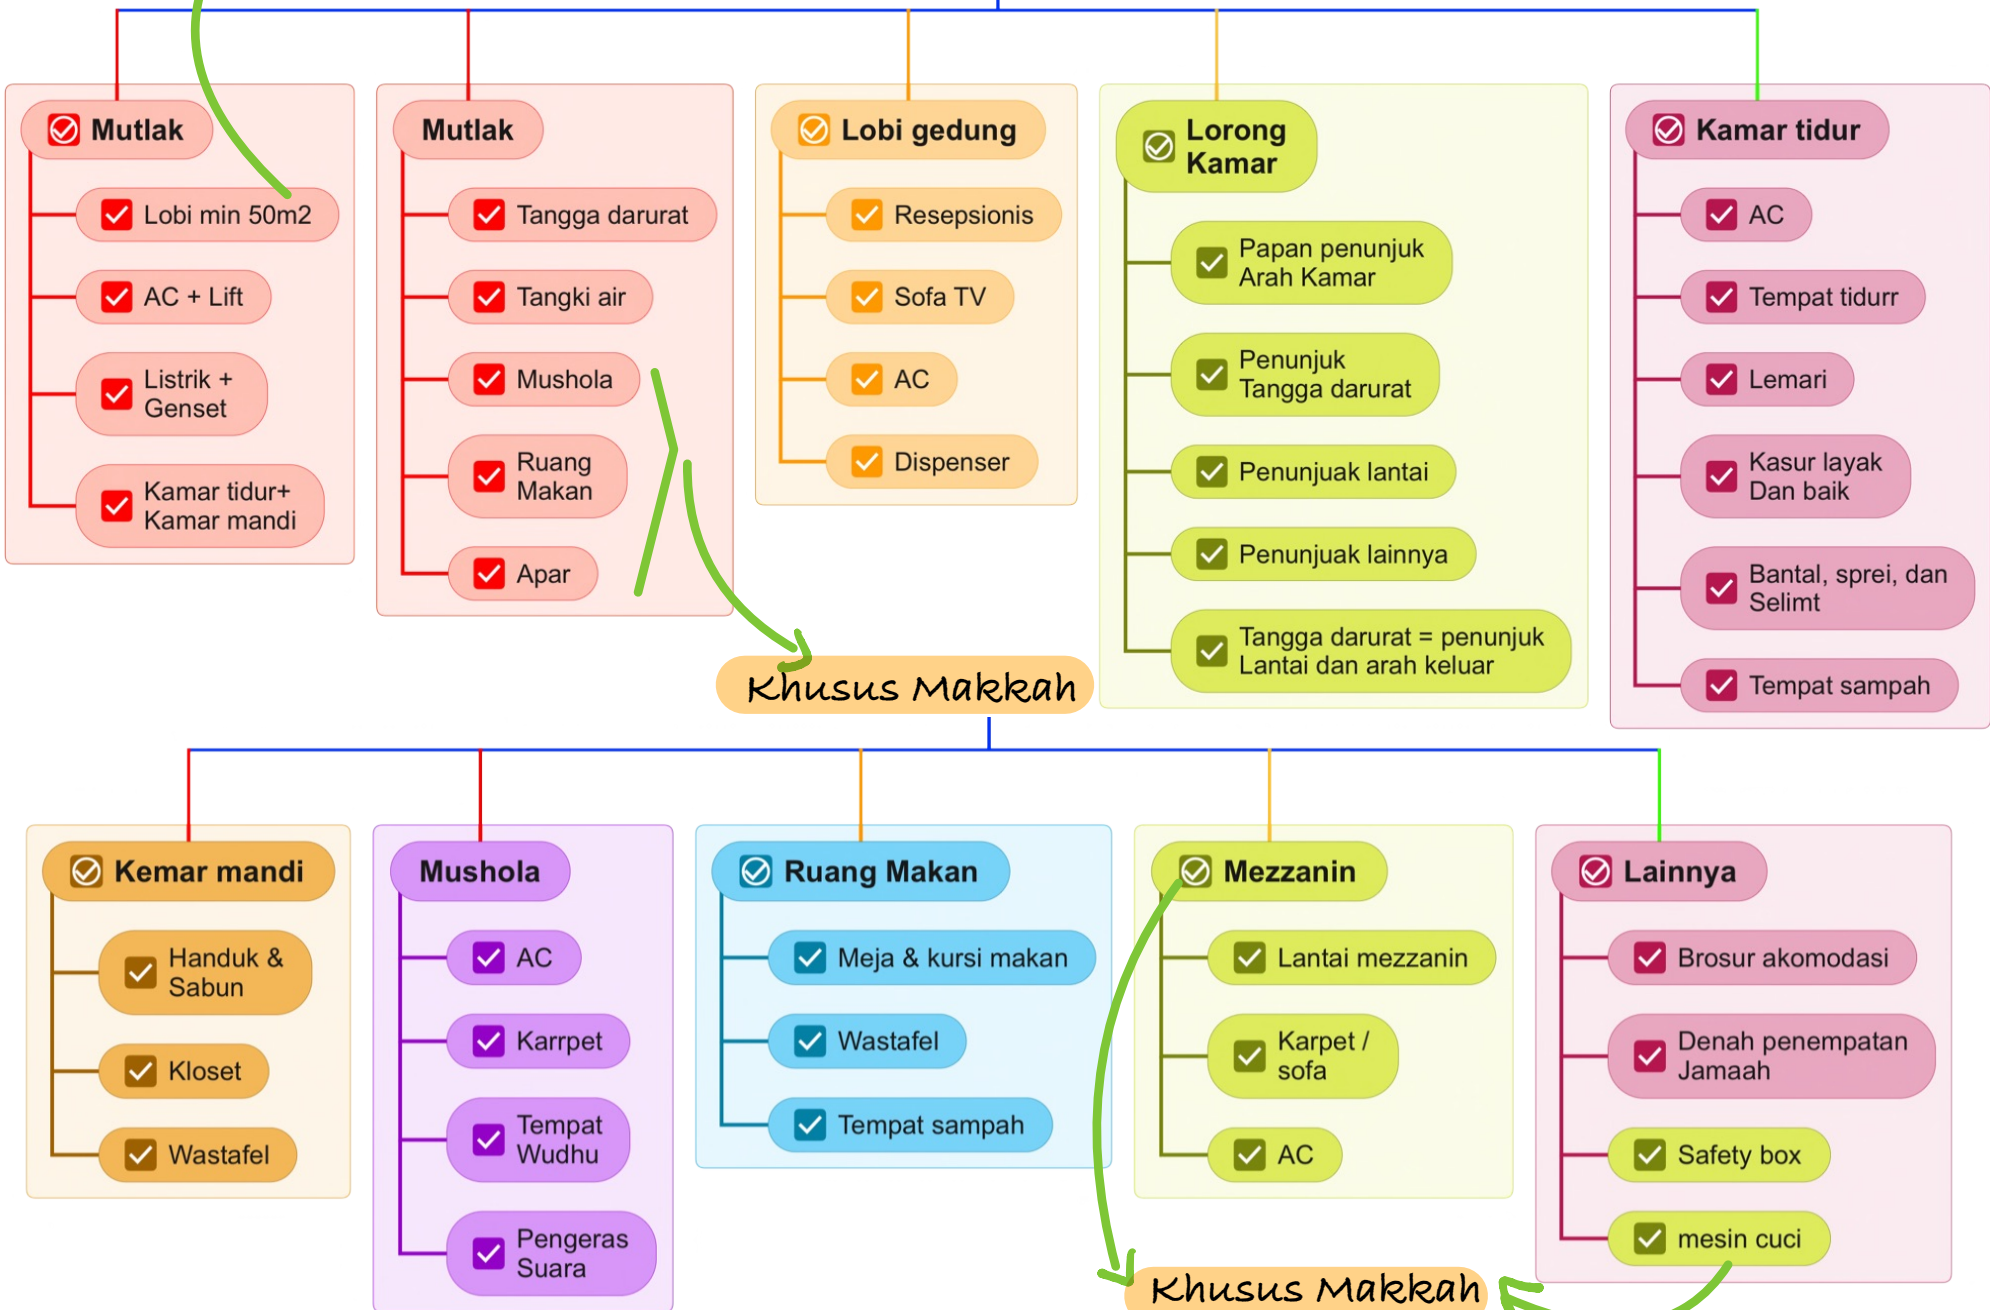 Mutlak
Lobi min 50m2
AC + Lift
Listrik +
Genset
Kamar tidur+
Kamar mandi
Mutlak
Tangga darurat
Tangki air
Mushola
Ruang
Makan
Apar
Lobi gedung
Resepsionis
Sofa TV
AC
Dispenser
Lorong
Kamar
Papan penunjuk
Arah Kamar
Penunjuk
Tangga darurat
Penunjuak lantai
Penunjuak lainnya
Tangga darurat = penunjuk
Lantai dan arah keluar
Kamar tidur
AC
Tempat tidurr
Lemari
Kasur layak
Dan baik
Bantal, sprei, dan
Selimt
Tempat sampah
Khusus Makkah
Kemar mandi
Handuk &
Sabun
Kloset
Wastafel
Mushola
AC
Karrpet
Tempat
Wudhu
Pengeras
Suara
Ruang Makan
Meja & kursi makan
Wastafel
Tempat sampah
Mezzanin
Lantai mezzanin
Karpet /
sofa
AC
Lainnya
Brosur akomodasi
Denah penempatan
Jamaah
Safety box
mesin cuci
Khusus Makkah